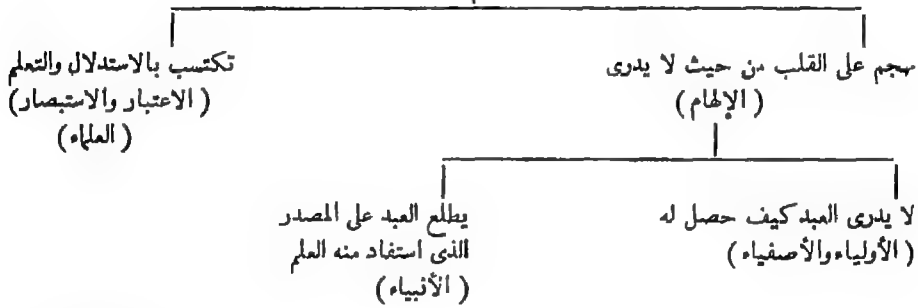 تهجم على القلب من حيث لا يدرى
( الإلهام )
تكتسب بالاستدلال والتعلم
( الاعتبار والاستبصار )
( العلماء )
لا يدرى العبد كيف حصل له
( الأولياء والأصفياء )
يطلع العبد على المصدر
الذى استفاد منه العلم
( الأنبياء )